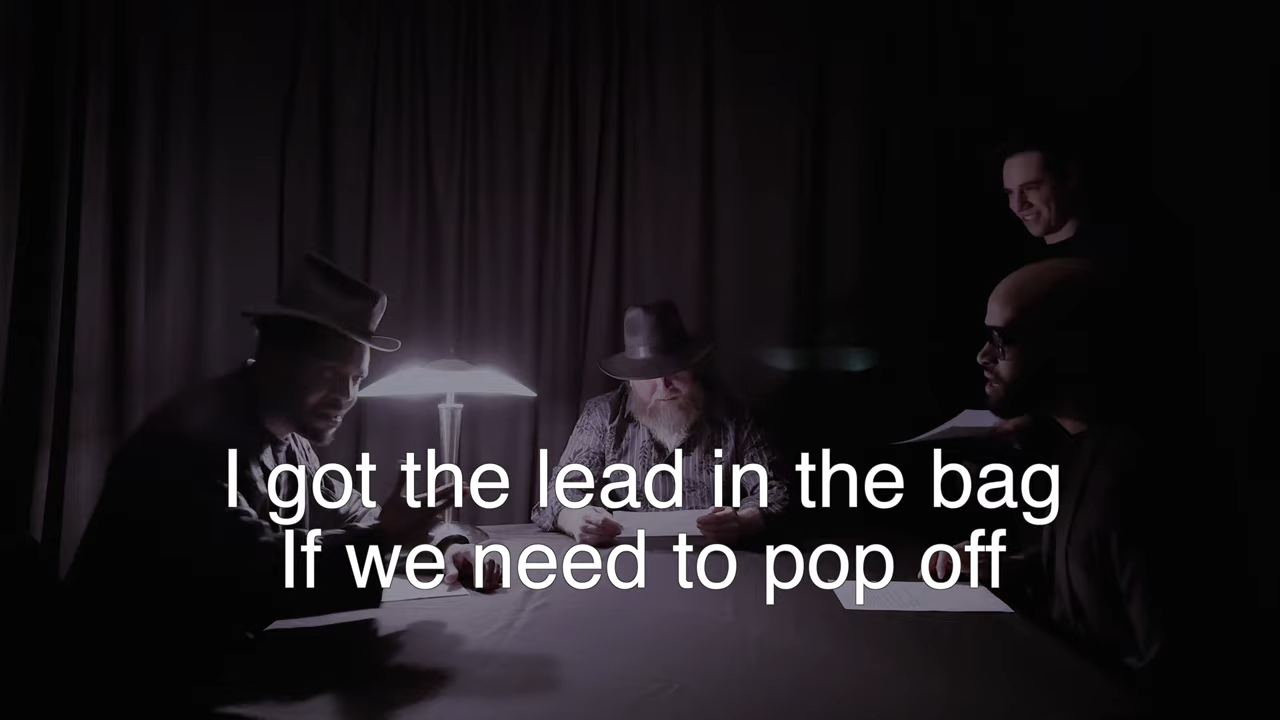 I got the lead in the bag
If we need to pop off